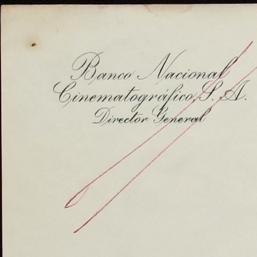 Banco Nacional
Cinematográfico, S. A.
Director General